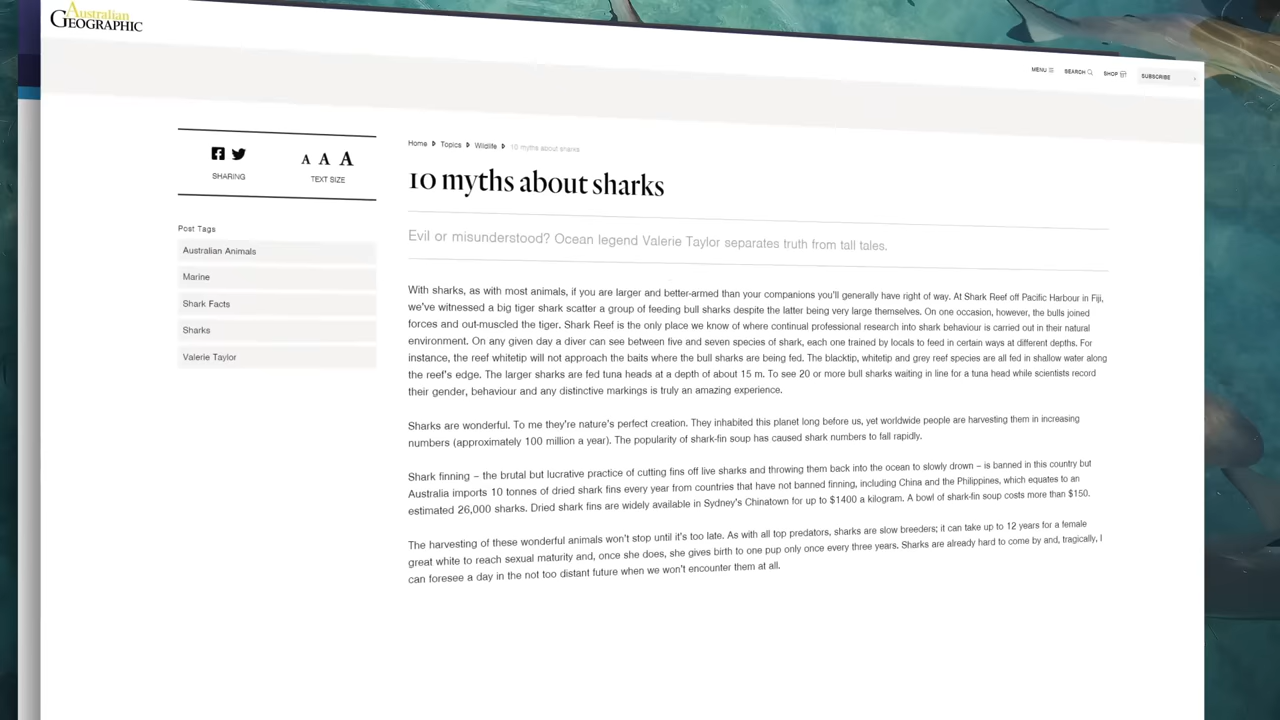 Australian
GEOGRAPHIC
MENU
SEARCH
SHOP
SUBSCRIBE
SHARING
A A A
TEXT SIZE
Post Tags
Australian Animals
Marine
Shark Facts
Sharks
Valerie Taylor
Home Topics Wildlife 10 myths about sharks
10 myths about sharks
Evil or misunderstood? Ocean legend Valerie Taylor separates truth from tall tales.
With sharks, as with most animals, if you are larger and better-armed than your companions you'll generally have right of way. At Shark Reef off Pacific Harbour in Fiji,
we've witnessed a big tiger shark scatter a group of feeding bull sharks despite the latter being very large themselves. On one occasion, however, the bulls joined
forces and out-muscled the tiger. Shark Reef is the only place we know of where continual professional research into shark behaviour is carried out in their natural
environment. On any given day a diver can see between five and seven species of shark, each one trained by locals to feed in certain ways at different depths. For
instance, the reef whitetip will not approach the baits where the bull sharks are being fed. The blacktip, whitetip and grey reef species are all fed in shallow water along
the reef's edge. The larger sharks are fed tuna heads at a depth of about 15 m. To see 20 or more bull sharks waiting in line for a tuna head while scientists record
their gender, behaviour and any distinctive markings is truly an amazing experience.
Sharks are wonderful. To me they're nature's perfect creation. They inhabited this planet long before us, yet worldwide people are harvesting them in increasing
numbers (approximately 100 million a year). The popularity of shark-fin soup has caused shark numbers to fall rapidly.
Shark finning – the brutal but lucrative practice of cutting fins off live sharks and throwing them back into the ocean to slowly drown – is banned in this country but
Australia imports 10 tonnes of dried shark fins every year from countries that have not banned finning, including China and the Philippines, which equates to an
estimated 26,000 sharks. Dried shark fins are widely available in Sydney's Chinatown for up to $1400 a kilogram. A bowl of shark-fin soup costs more than $150.
The harvesting of these wonderful animals won't stop until it's too late. As with all top predators, sharks are slow breeders; it can take up to 12 years for a female
great white to reach sexual maturity and, once she does, she gives birth to one pup only once every three years. Sharks are already hard to come by and, tragically, I
can foresee a day in the not too distant future when we won't encounter them at all.